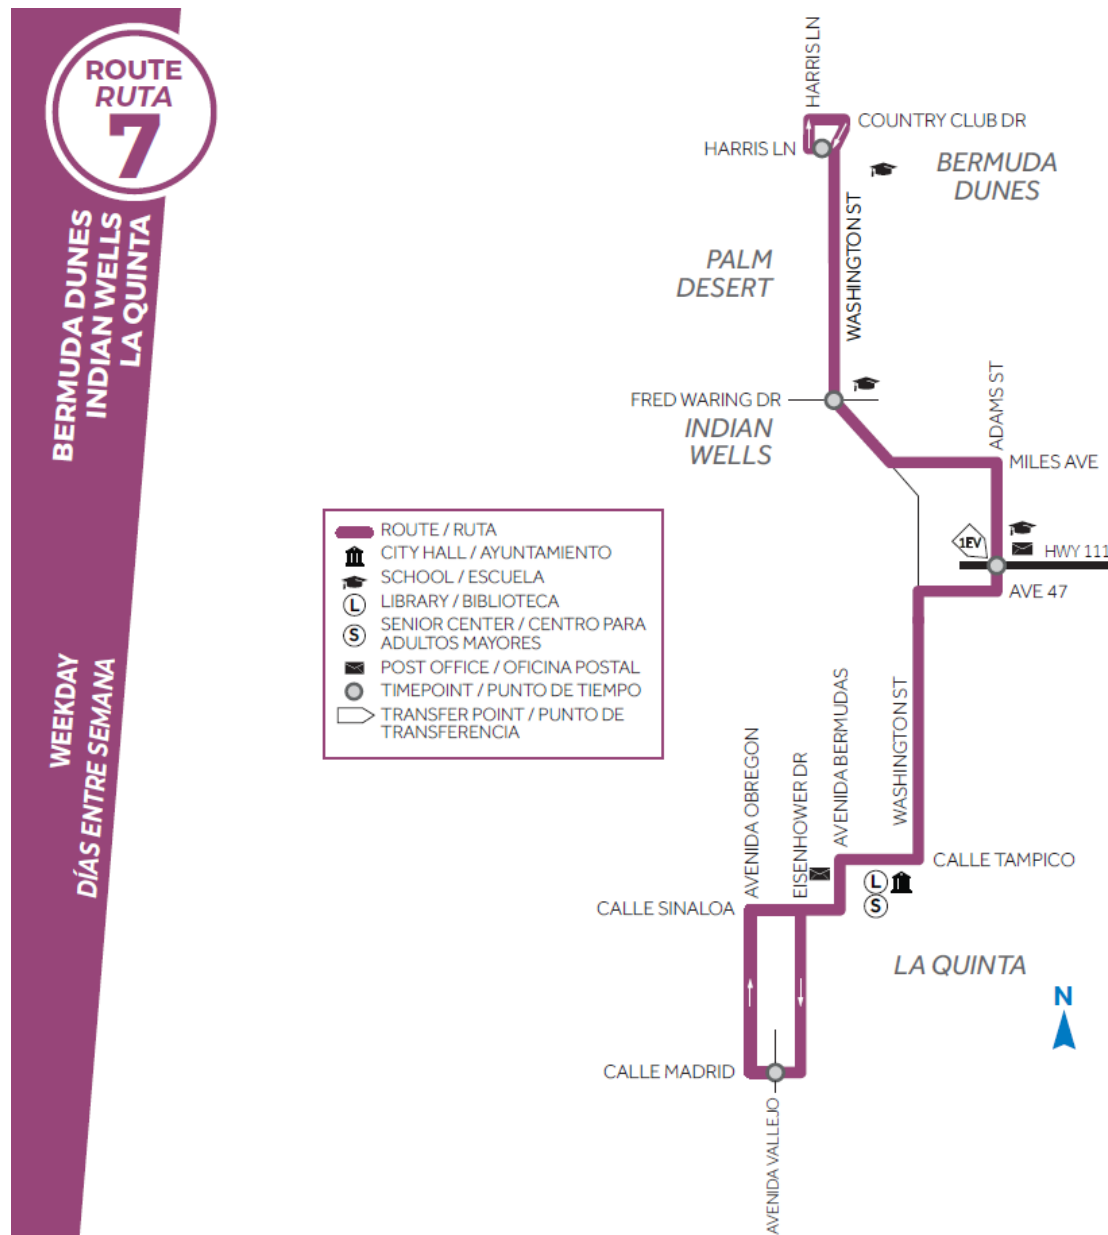 ROUTE
RUTA
7
BERMUDA DUNES
INDIAN WELLS
LA QUINTA
WEEKDAY
DÍAS ENTRE SEMANA
HARRIS LN
COUNTRY CLUB DR
HARRIS LN
BERMUDA
DUNES
WASHINGTON ST
PALM
DESERT
FRED WARING DR
INDIAN
WELLS
ADAMS ST
MILES AVE
1EV
HWY 111
AVE 47
ROUTE / RUTA
CITY HALL / AYUNTAMIENTO
SCHOOL / ESCUELA
L
LIBRARY / BIBLIOTECA
S
SENIOR CENTER / CENTRO PARA
ADULTOS MAYORES
POST OFFICE / OFICINA POSTAL
TIMEPOINT / PUNTO DE TIEMPO
TRANSFER POINT / PUNTO DE
TRANSFERENCIA
AVENIDA OBREGON
EISENHOWER DR
AVENIDA BERMUDAS
WASHINGTON ST
CALLE TAMPICO
L
S
CALLE SINALOA
LA QUINTA
N
CALLE MADRID
AVENIDA VALLEJO